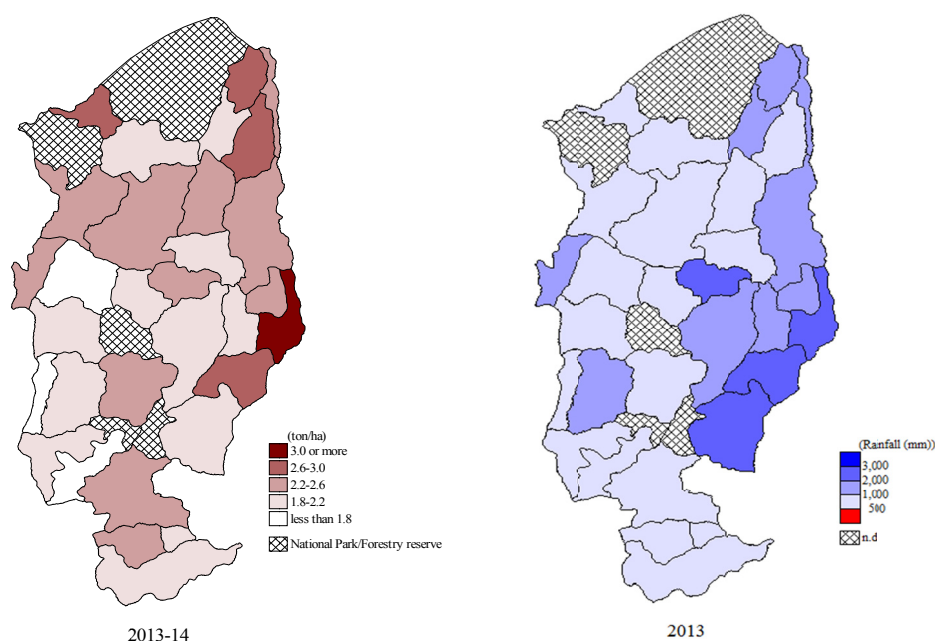 (ton/ha)
3.0 or more
2.6-3.0
2.2-2.6
1.8-2.2
less than 1.8
National Park/Forestry reserve
2013-14
(Rainfall (mm))
3,000
2,000
1,000
500
n.d
2013